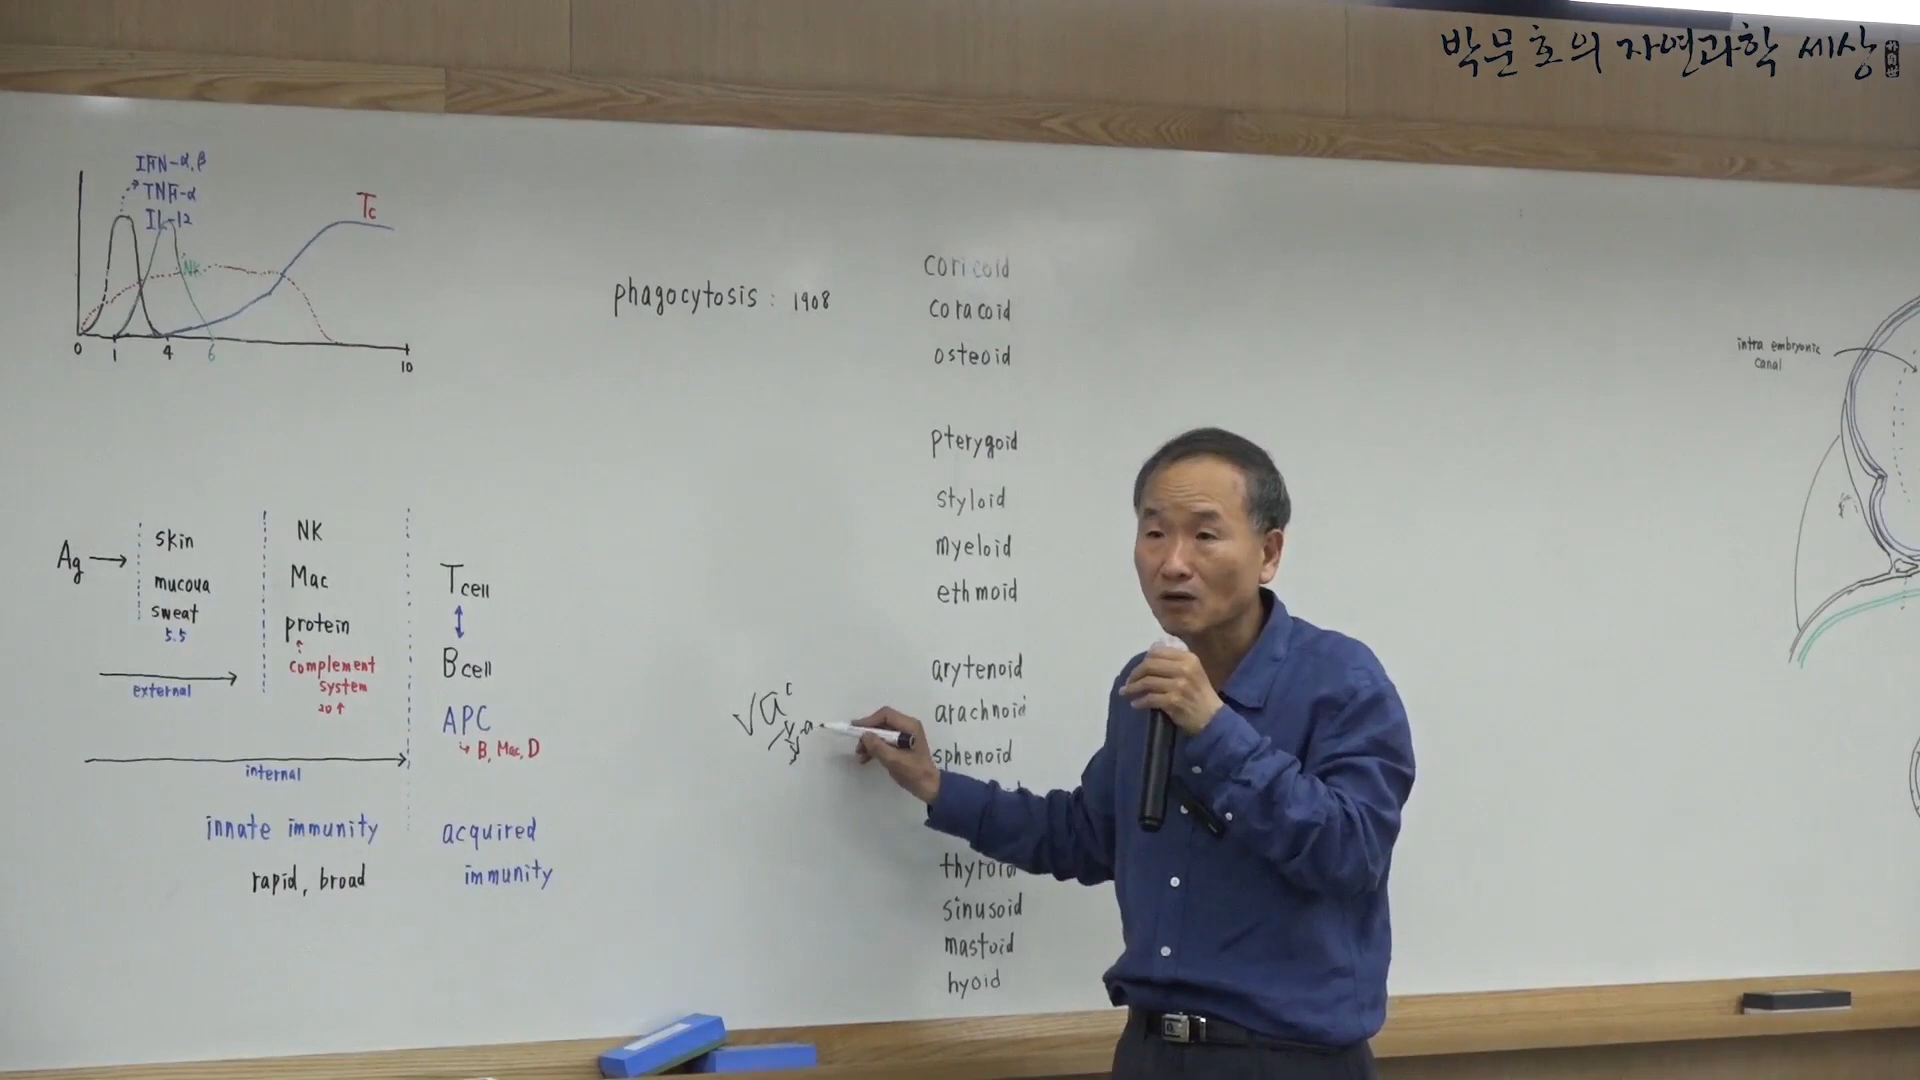 박문호의 자연과학 세상
IFN-α,β
TNF-α
IL-12
Tc
NK
0 1 4 6 10
phagocytosis : 1908
coricoid
coracoid
osteoid
pterygoid
styloid
myeloid
ethmoid
arytenoid
arachnoid
sphenoid
thyroid
sinusoid
mastoid
hyoid
intra embryonic
canal
Ag →
skin
mucoua
sweat
5.5
external
NK
Mac
protein
complement
system
20↑
internal
T cell
↕
B cell
APC
↳ B, Mac, D
innate immunity
rapid, broad
acquired
immunity